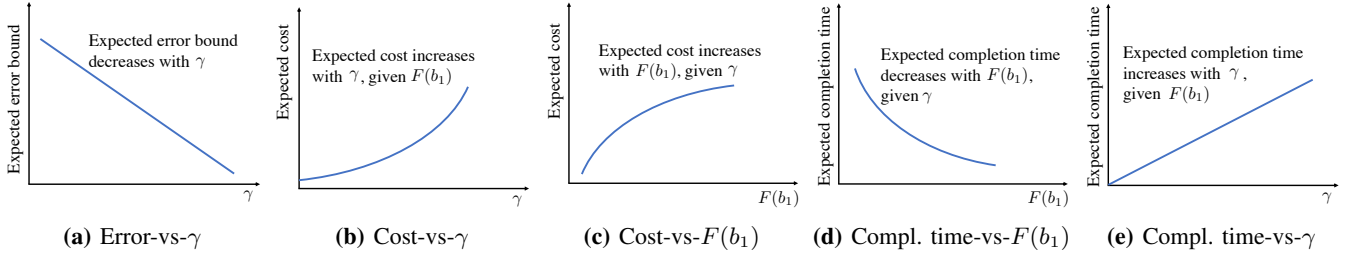 Expected error bound
Expected error bound
decreases with γ
γ
(a) Error-vs-γ
Expected cost
Expected cost increases
with γ, given F(b₁)
γ
(b) Cost-vs-γ
Expected cost
Expected cost increases
with F(b₁), given γ
F(b₁)
(c) Cost-vs-F(b₁)
Expected completion time
Expected completion time
decreases with F(b₁),
given γ
F(b₁)
(d) Compl. time-vs-F(b₁)
Expected completion time
Expected completion time
increases with γ ,
given F(b₁)
γ
(e) Compl. time-vs-γ